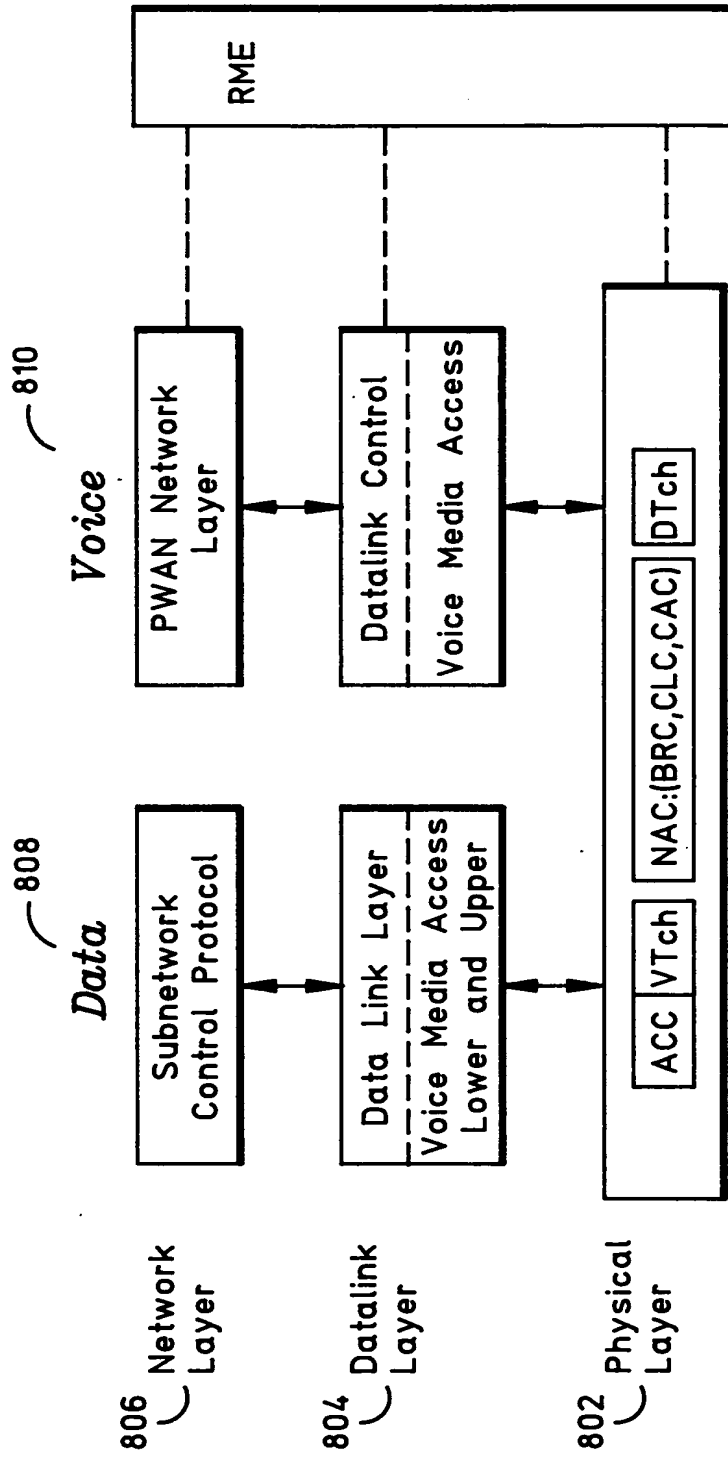 808
Data
810
Voice
806
Network
Layer
Subnetwork
Control Protocol
PWAN Network
Layer
RME
804
Datalink
Layer
Data Link Layer
Voice Media Access
Lower and Upper
Datalink Control
Voice Media Access
802
Physical
Layer
ACC
VTch
NAC:(BRC,CLC,CAC)
DTch